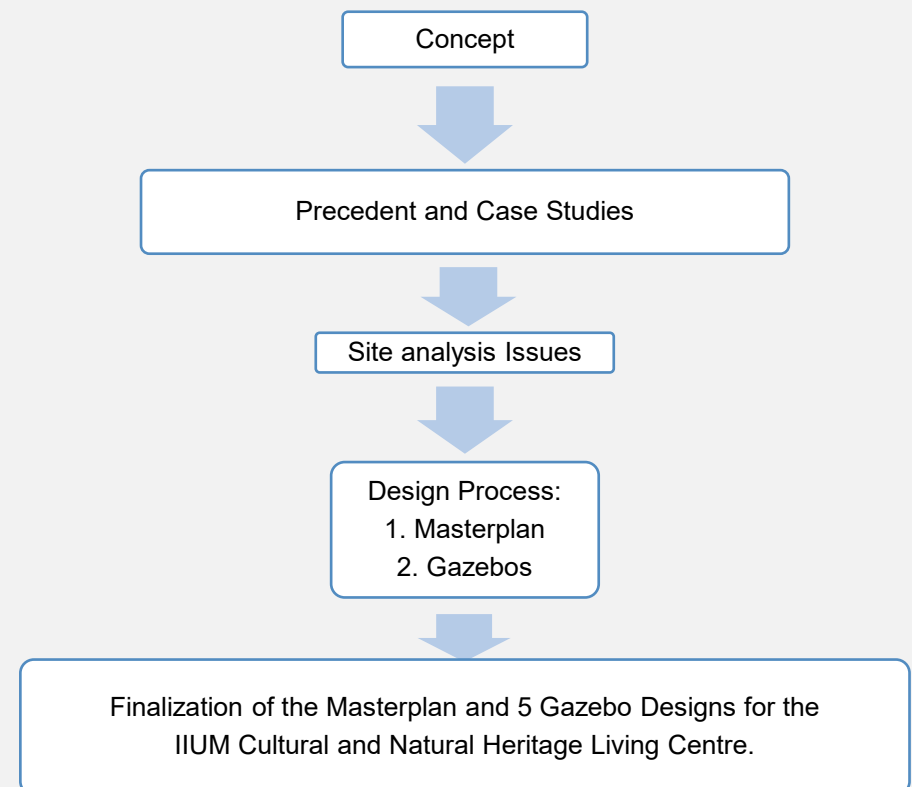 Concept
Precedent and Case Studies
Site analysis Issues
Design Process:
1. Masterplan
2. Gazebos
Finalization of the Masterplan and 5 Gazebo Designs for the
IIUM Cultural and Natural Heritage Living Centre.